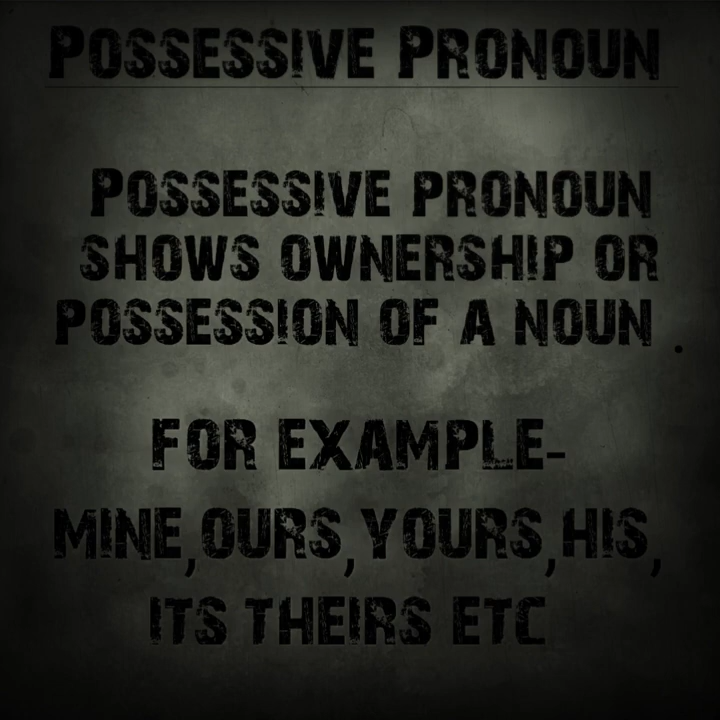 POSSESSIVE PRONOUN
POSSESSIVE PRONOUN
SHOWS OWNERSHIP OR
POSSESSION OF A NOUN .
FOR EXAMPLE-
MINE,OURS,YOURS,HIS,
ITS THEIRS ETC